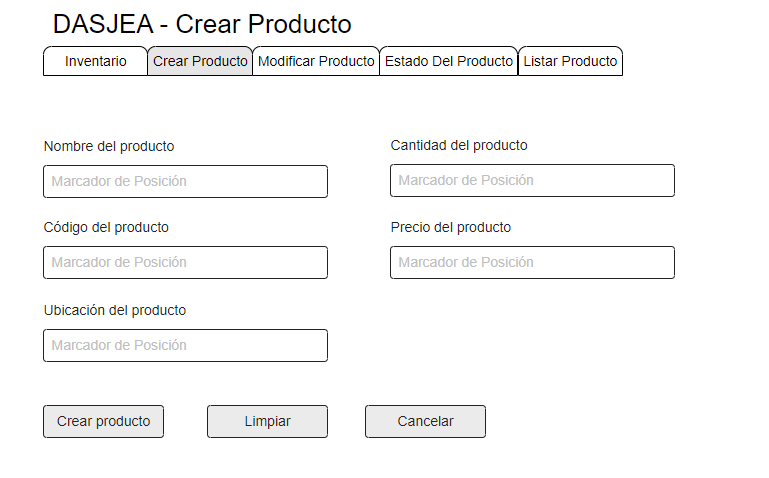 DASJEA - Crear Producto
Inventario Crear Producto Modificar Producto Estado Del Producto Listar Producto
Nombre del producto Cantidad del producto
Marcador de Posición Marcador de Posición
Código del producto Precio del producto
Marcador de Posición Marcador de Posición
Ubicación del producto
Marcador de Posición
Crear producto Limpiar Cancelar